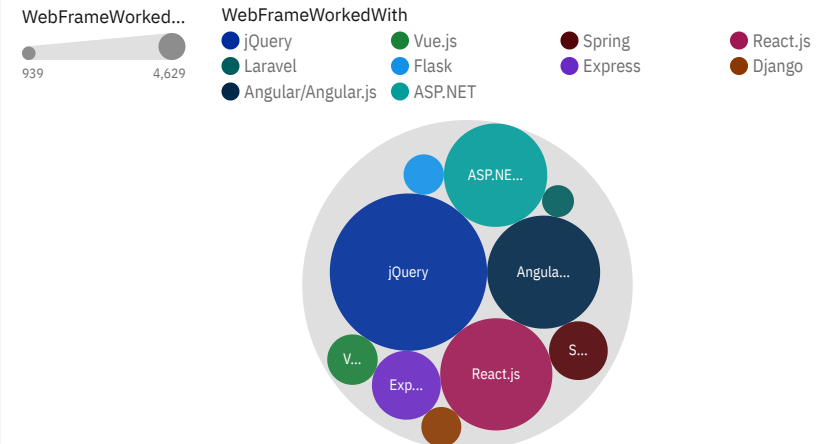 WebFrameWorked...
939 4,629
WebFrameWorkedWith
jQuery Vue.js Spring React.js
Laravel Flask Express Django
Angular/Angular.js ASP.NET
ASP.NE...
jQuery Angula...
V... S...
Exp... React.js